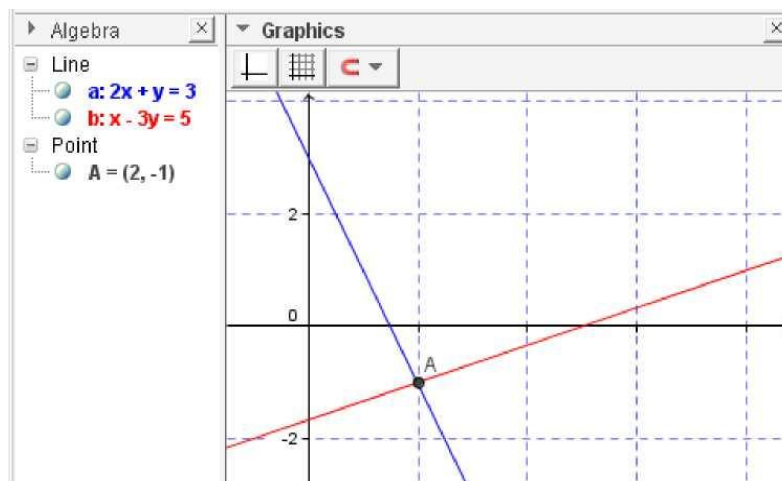 Algebra
Line
a: 2x + y = 3
b: x - 3y = 5
Point
A = (2, -1)
Graphics
2
0
A
-2